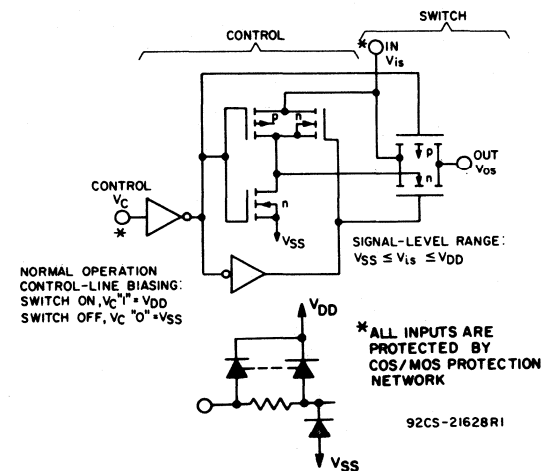 SWITCH
CONTROL
*
IN
Vis
p
n
p
n
OUT
Vos
CONTROL
VC
*
n
VSS
SIGNAL-LEVEL RANGE:
VSS ≤ Vis ≤ VDD
NORMAL OPERATION
CONTROL-LINE BIASING:
SWITCH ON, VC "1" = VDD
SWITCH OFF, VC "0" = VSS
VDD
*ALL INPUTS ARE
PROTECTED BY
COS/MOS PROTECTION
NETWORK
92CS-21628R1
VSS